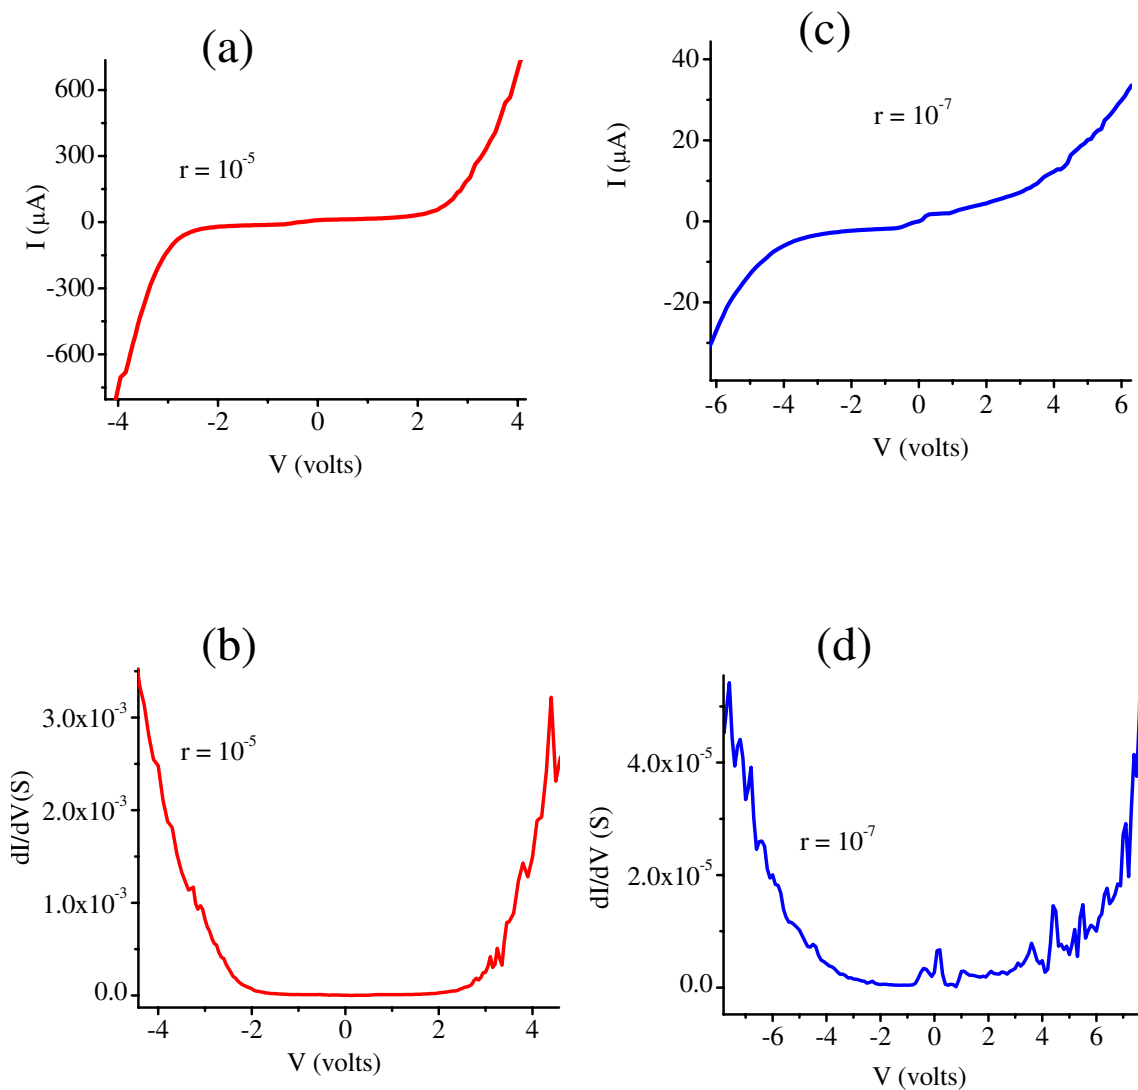 (a)
600
300
0
-300
-600
I (μA)
r = 10⁻⁵
-4 -2 0 2 4
V (volts)
(c)
40
20
0
-20
I (μA)
r = 10⁻⁷
-6 -4 -2 0 2 4 6
V (volts)
(b)
3.0x10⁻³
2.0x10⁻³
1.0x10⁻³
0.0
dI/dV(S)
r = 10⁻⁵
-4 -2 0 2 4
V (volts)
(d)
4.0x10⁻⁵
2.0x10⁻⁵
0.0
dI/dV (S)
r = 10⁻⁷
-6 -4 -2 0 2 4 6
V (volts)